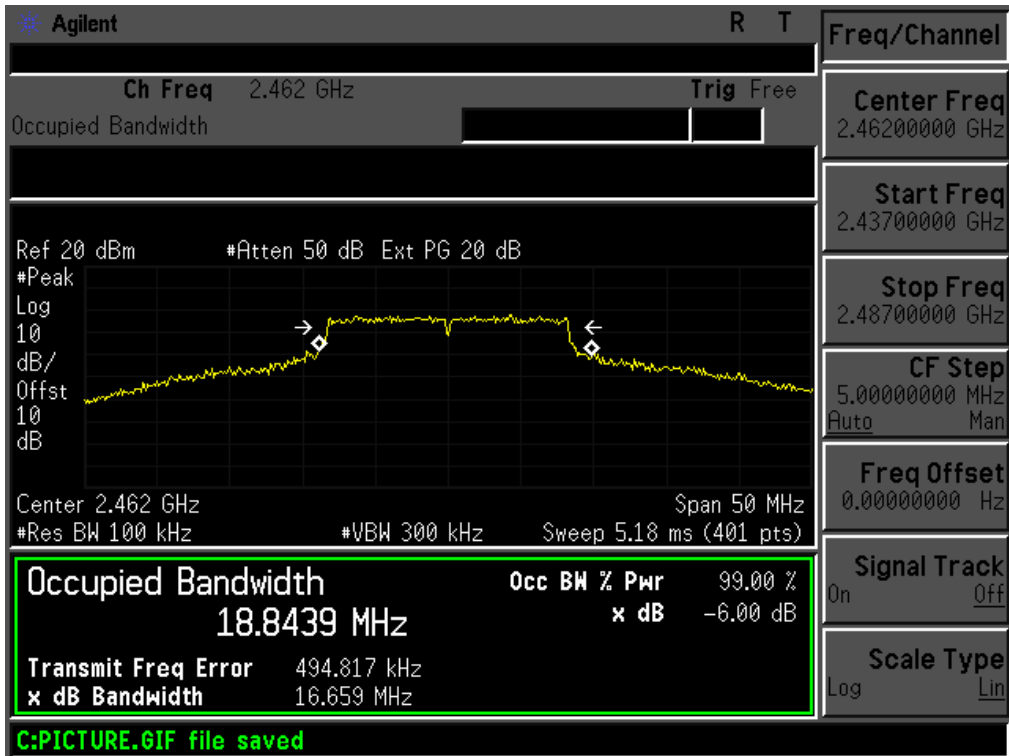 Agilent R T
Ch Freq 2.462 GHz Trig Free
Occupied Bandwidth
Ref 20 dBm #Atten 50 dB Ext PG 20 dB
#Peak
Log
10
dB/
Offst
10
dB
Center 2.462 GHz Span 50 MHz
#Res BW 100 kHz #VBW 300 kHz Sweep 5.18 ms (401 pts)
Occupied Bandwidth Occ BW % Pwr 99.00 %
18.8439 MHz x dB -6.00 dB
Transmit Freq Error 494.817 kHz
x dB Bandwidth 16.659 MHz
C:PICTURE.GIF file saved
Freq/Channel
Center Freq
2.46200000 GHz
Start Freq
2.43700000 GHz
Stop Freq
2.48700000 GHz
CF Step
5.00000000 MHz
Auto Man
Freq Offset
0.00000000 Hz
Signal Track
On Off
Scale Type
Log Lin